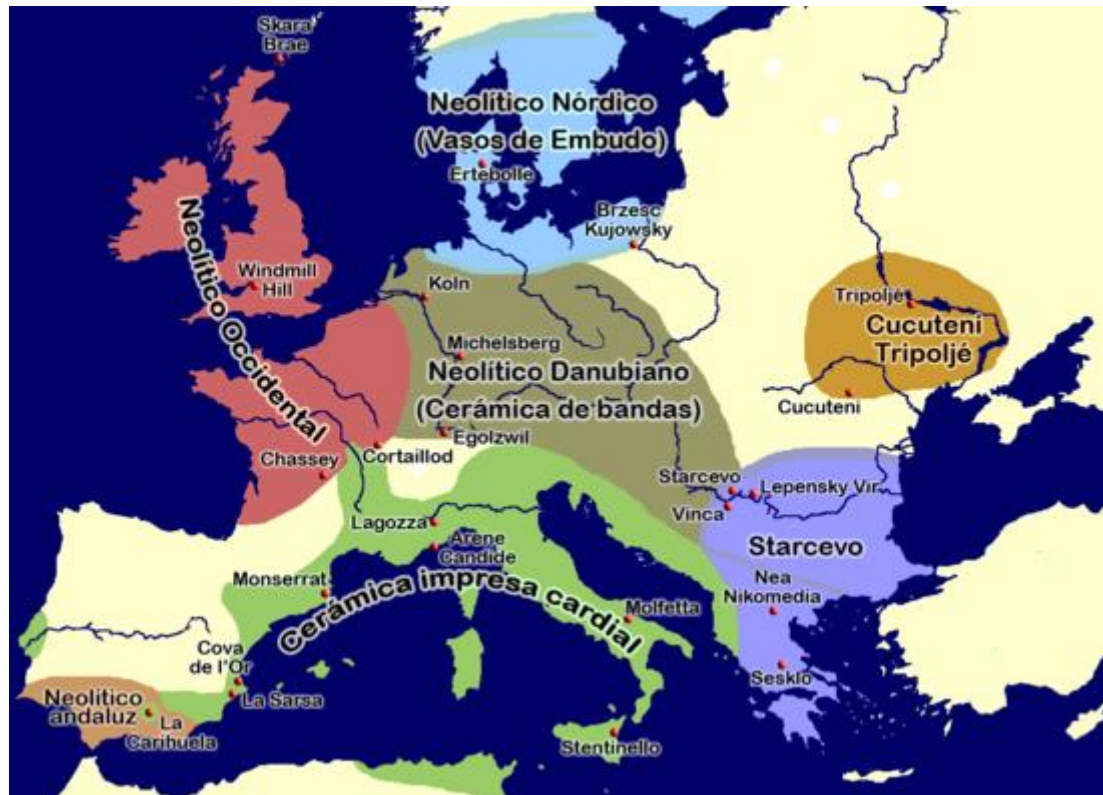 Skara
Brae
Neolítico Nórdico
(Vasos de Embudo)
Ertebolle
Brzesc
Kujowsky
Neolítico Occidental
Windmill
Hill
Koln
Tripoljé
Cucuteni
Tripoljé
Michelsberg
Neolítico Danubiano
(Cerámica de bandas)
Cucuteni
Egolzwil
Cortaillod
Chassey
Starcevo
Lepensky Vir
Vinca
Lagozza
Arene
Candide
Starcevo
Monserrat
Cerámica impresa cardial
Nea
Nikomedia
Molfetta
Cova
de l'Or
Sesklo
La Sarsa
Neolítico
andaluz
La
Carihuela
Stentinello